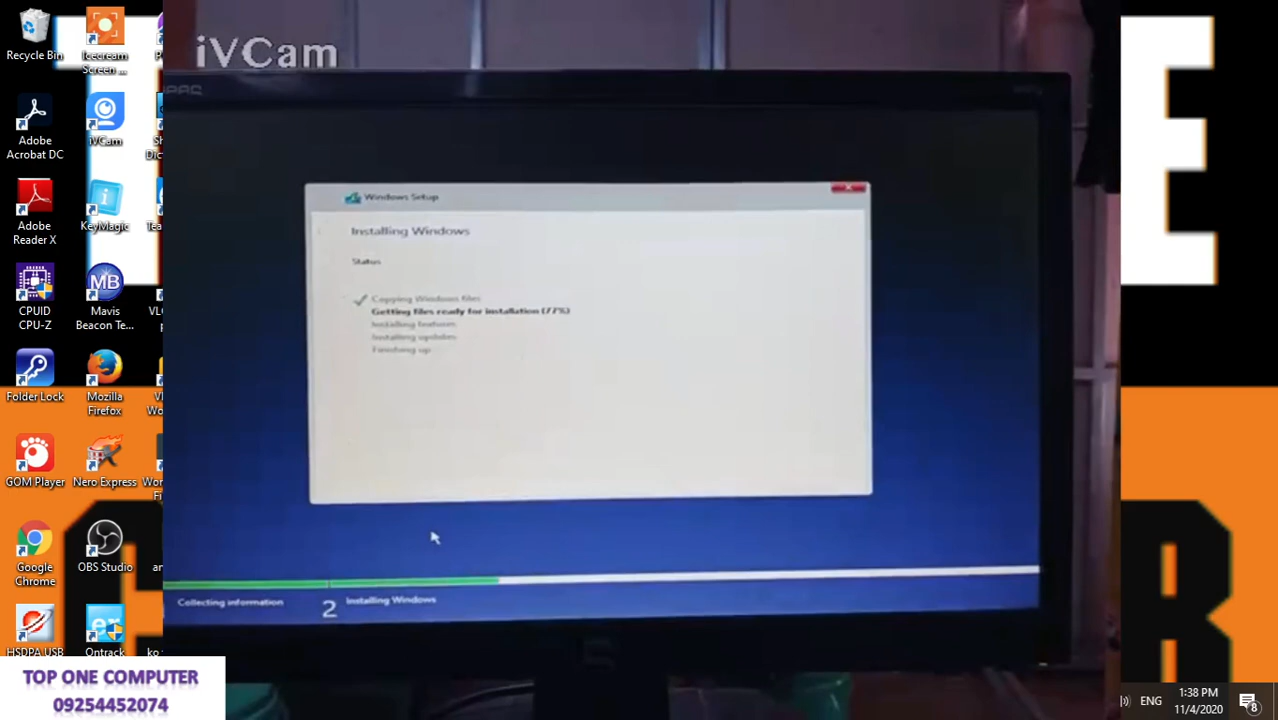 Recycle Bin
Icecream
Screen ...
iVCam
Adobe
Acrobat DC
iVCam
Adobe
Reader X
KeyMagic
CPUID
CPU-Z
Mavis
Beacon Te...
Folder Lock
Mozilla
Firefox
GOM Player
Nero Express
Google
Chrome
OBS Studio
HSDPA USB
Ontrack
Windows Setup
Installing Windows
Status
Copying Windows files
Getting files ready for installation (77%)
Installing features
Installing updates
Finishing up
Collecting information
2 Installing Windows
TOP ONE COMPUTER
09254452074
ENG
1:38 PM
11/4/2020
8